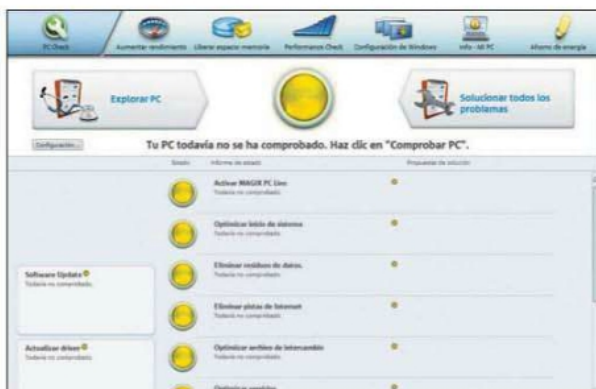 PC Check
Aumentar rendimiento
Liberar espacio memoria
Performance Check
Configuración de Windows
Info - Mi PC
Ahorro de energía
Explorar PC
Solucionar todos los
problemas
Configuración...
Tu PC todavía no se ha comprobado. Haz clic en "Comprobar PC".
Estado
Informe de estado
Propuestas de solución
Activar MAGIX PC Live
Todavía no comprobado.
Optimizar inicio de sistema
Todavía no comprobado.
Eliminar residuos de datos.
Todavía no comprobado.
Software Update
Todavía no comprobado.
Eliminar pistas de Internet
Todavía no comprobado.
Actualizar driver
Todavía no comprobado.
Optimizar archivo de intercambio
Todavía no comprobado.